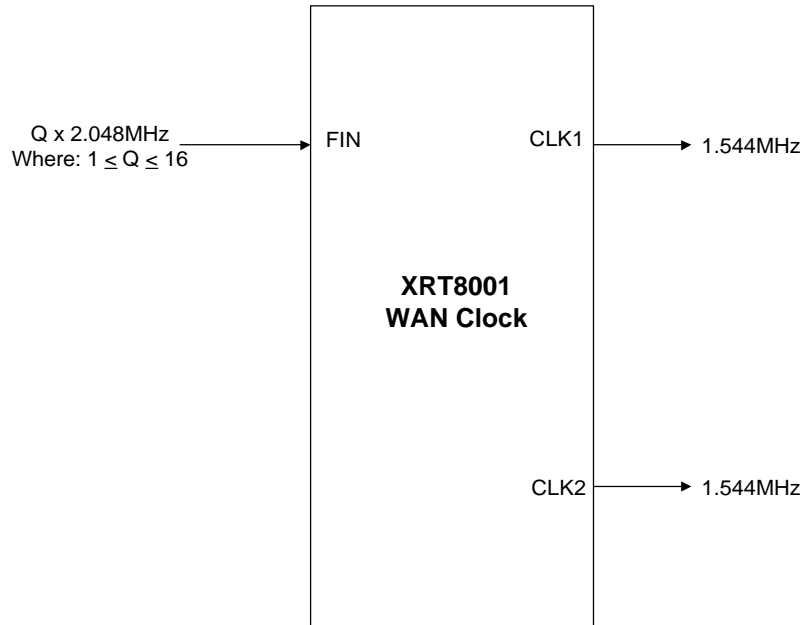 Q x 2.048MHz
Where: 1 ≤ Q ≤ 16
FIN
CLK1
1.544MHz
XRT8001
WAN Clock
CLK2
1.544MHz